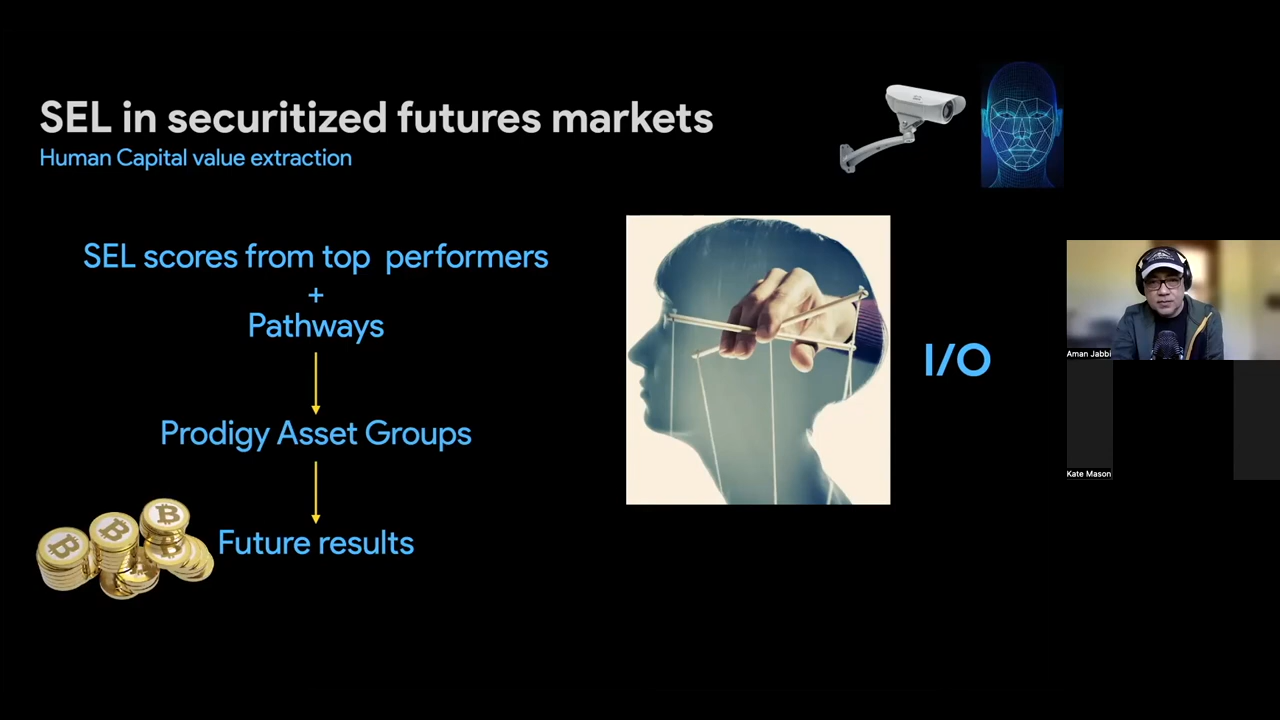 SEL in securitized futures markets
Human Capital value extraction
SEL scores from top performers
+
Pathways
Prodigy Asset Groups
Future results
I/O
Aman Jabbi
Kate Mason